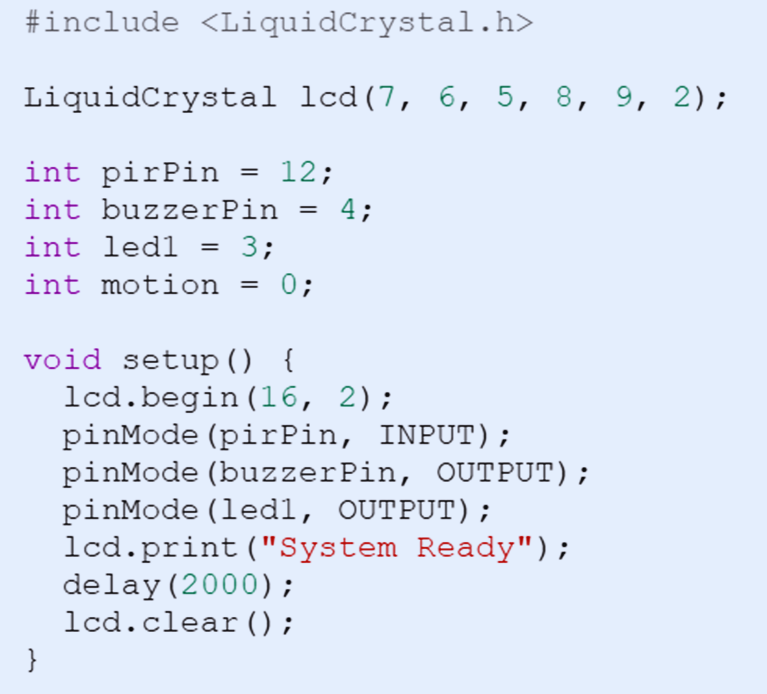 #include <LiquidCrystal.h>
LiquidCrystal lcd(7, 6, 5, 8, 9, 2);
int pirPin = 12;
int buzzerPin = 4;
int led1 = 3;
int motion = 0;
void setup() {
  lcd.begin(16, 2);
  pinMode(pirPin, INPUT);
  pinMode(buzzerPin, OUTPUT);
  pinMode(led1, OUTPUT);
  lcd.print("System Ready");
  delay(2000);
  lcd.clear();
}